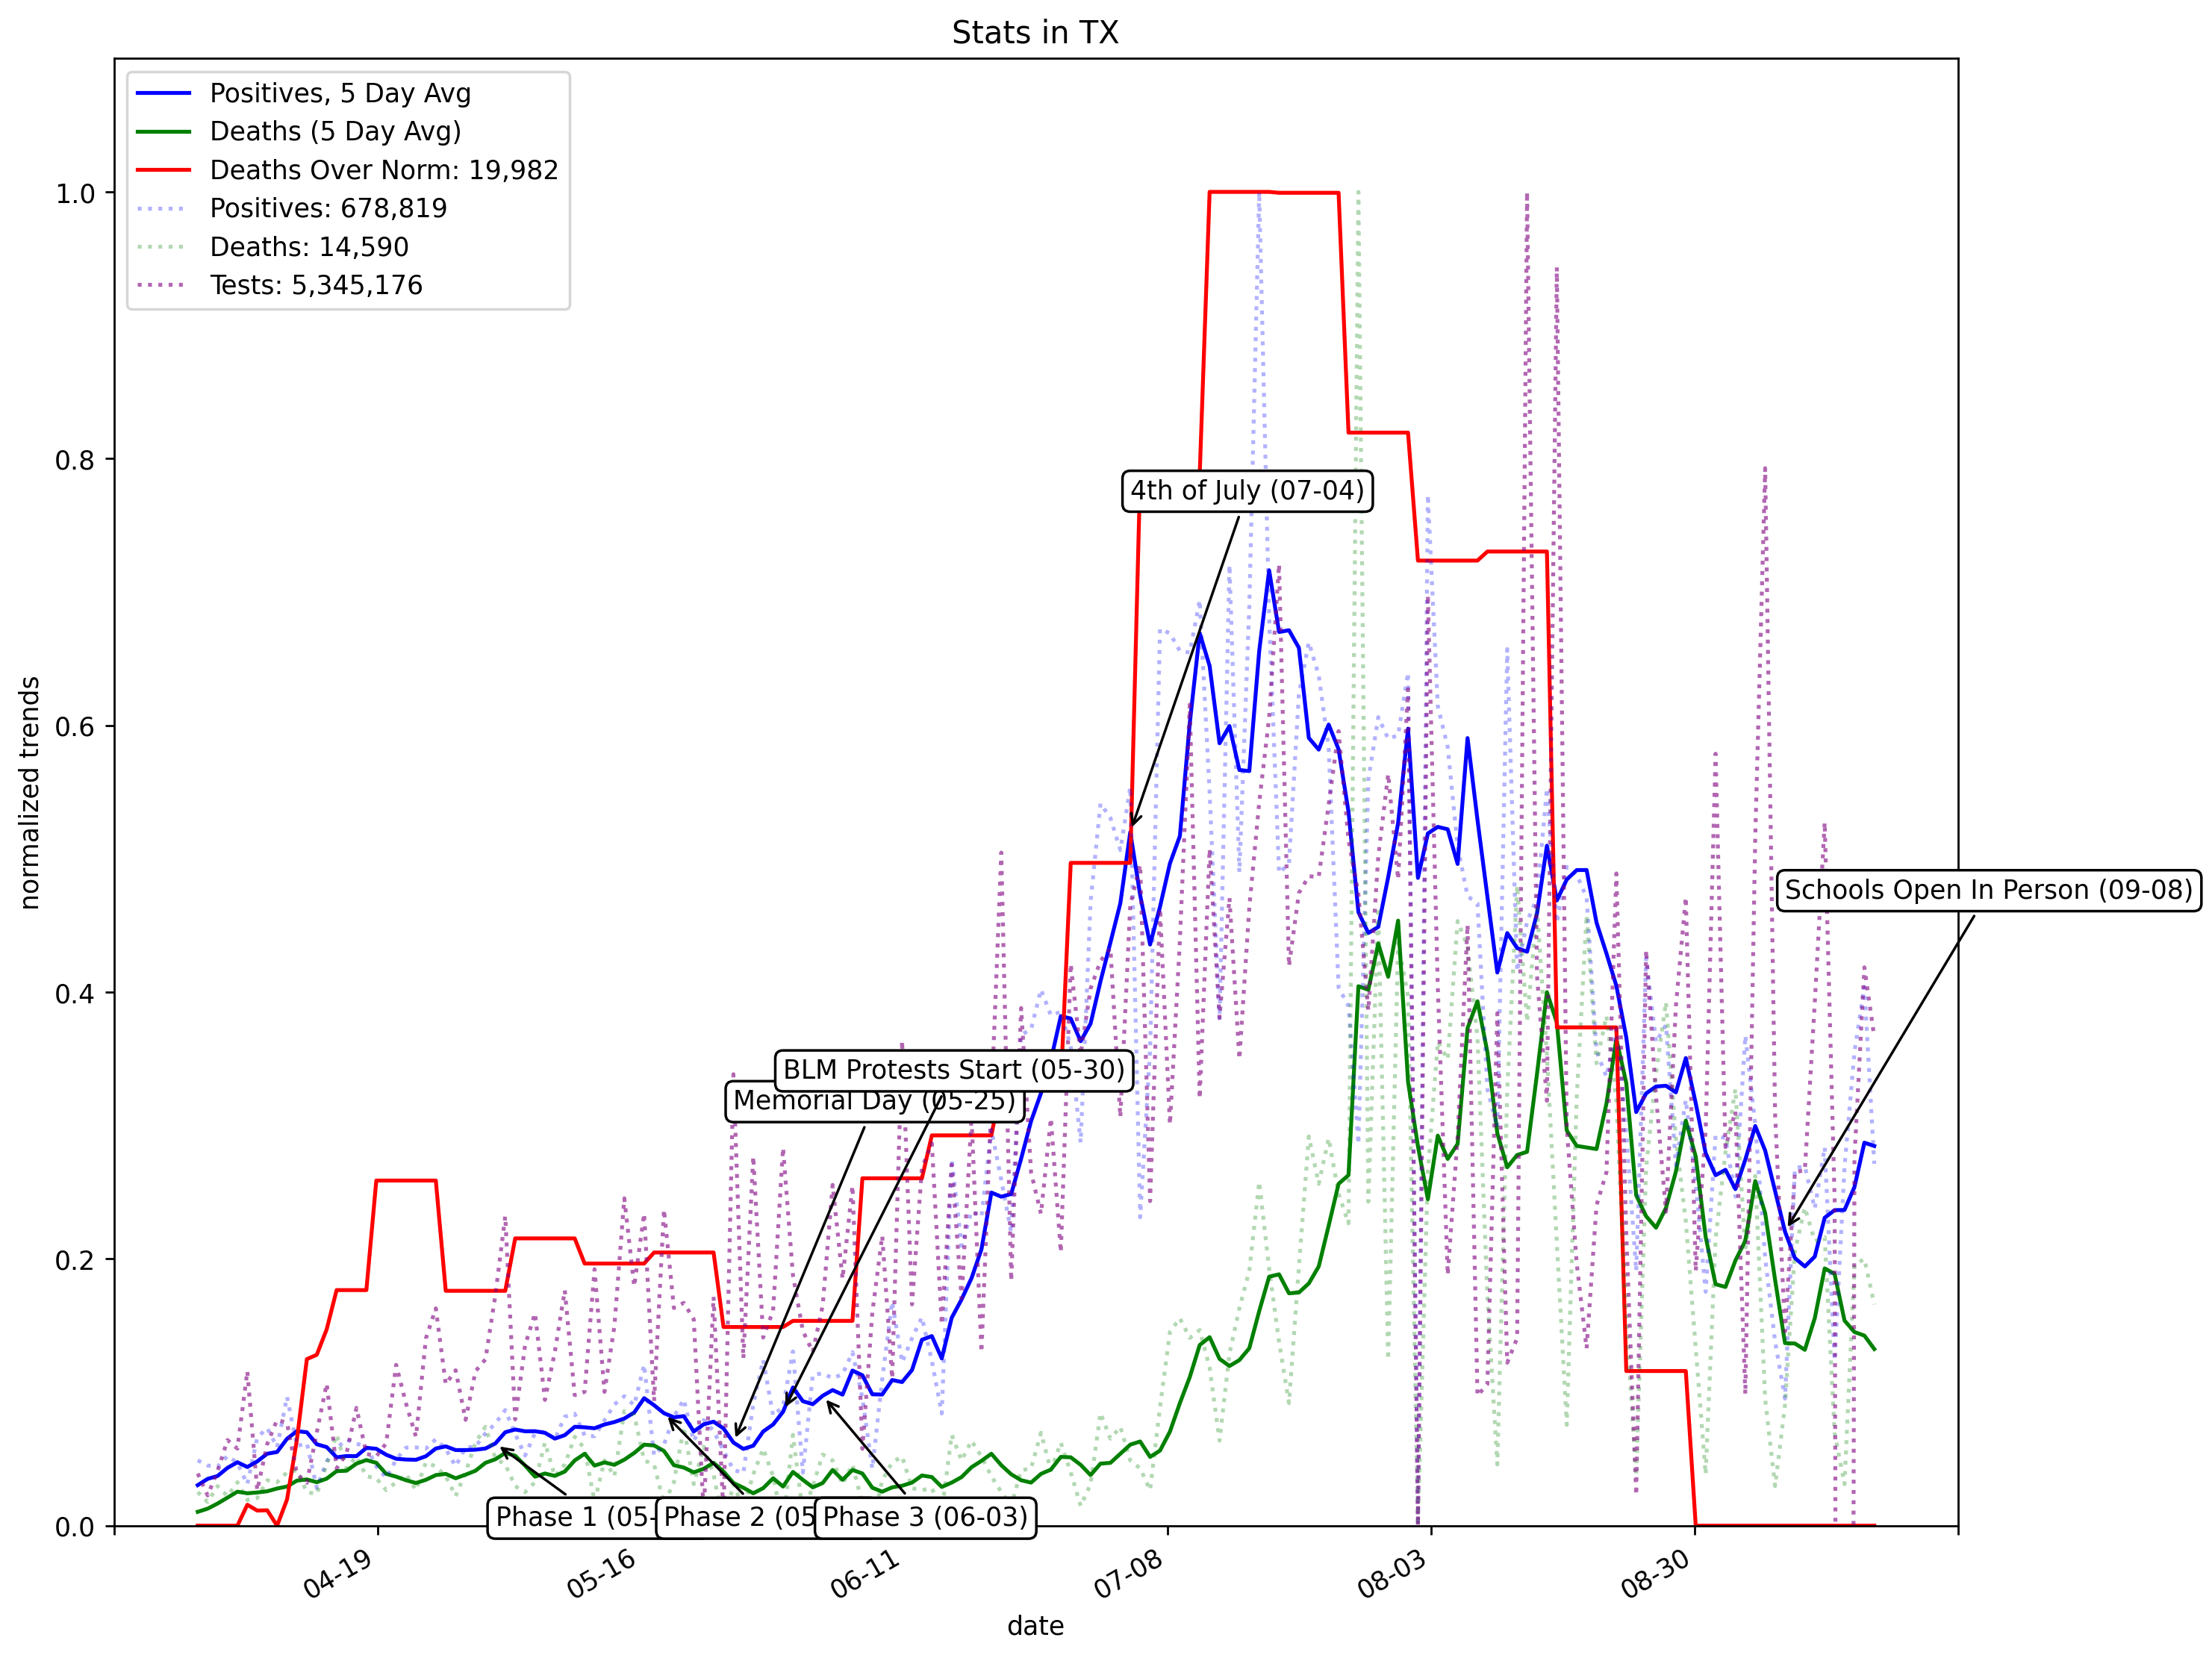 Stats in TX
Positives, 5 Day Avg
Deaths (5 Day Avg)
Deaths Over Norm: 19,982
Positives: 678,819
Deaths: 14,590
Tests: 5,345,176
1.0
0.8
0.6
0.4
0.2
0.0
normalized trends
4th of July (07-04)
Schools Open In Person (09-08)
BLM Protests Start (05-30)
Memorial Day (05-25)
Phase 1 (05-
Phase 2 (05
Phase 3 (06-03)
04-19
05-16
06-11
07-08
08-03
08-30
date